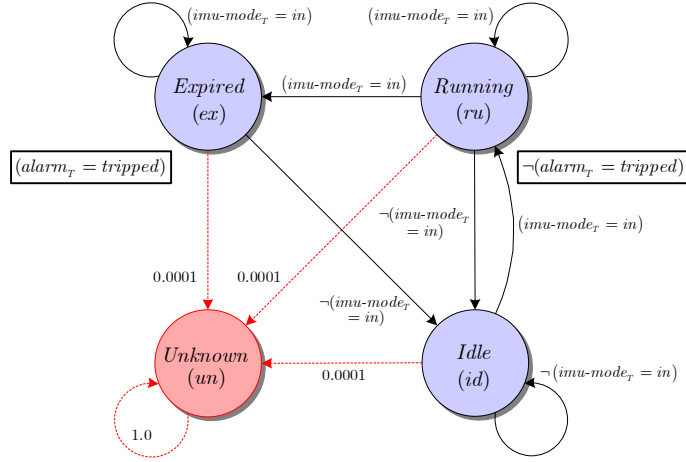 (imu-mode_T = in)
(imu-mode_T = in)
Expired
(ex)
(imu-mode_T = in)
Running
(ru)
(alarm_T = tripped)
¬(alarm_T = tripped)
¬(imu-mode_T
= in)
(imu-mode_T = in)
0.0001
0.0001
¬(imu-mode_T
= in)
Unknown
(un)
0.0001
Idle
(id)
¬(imu-mode_T = in)
1.0